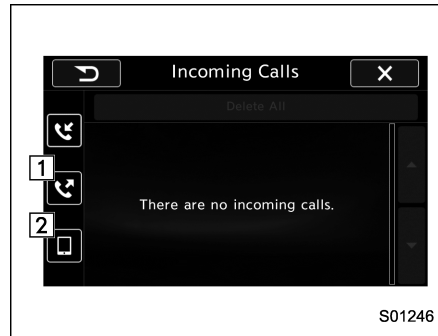 Incoming Calls
Delete All
1
There are no incoming calls.
2
S01246